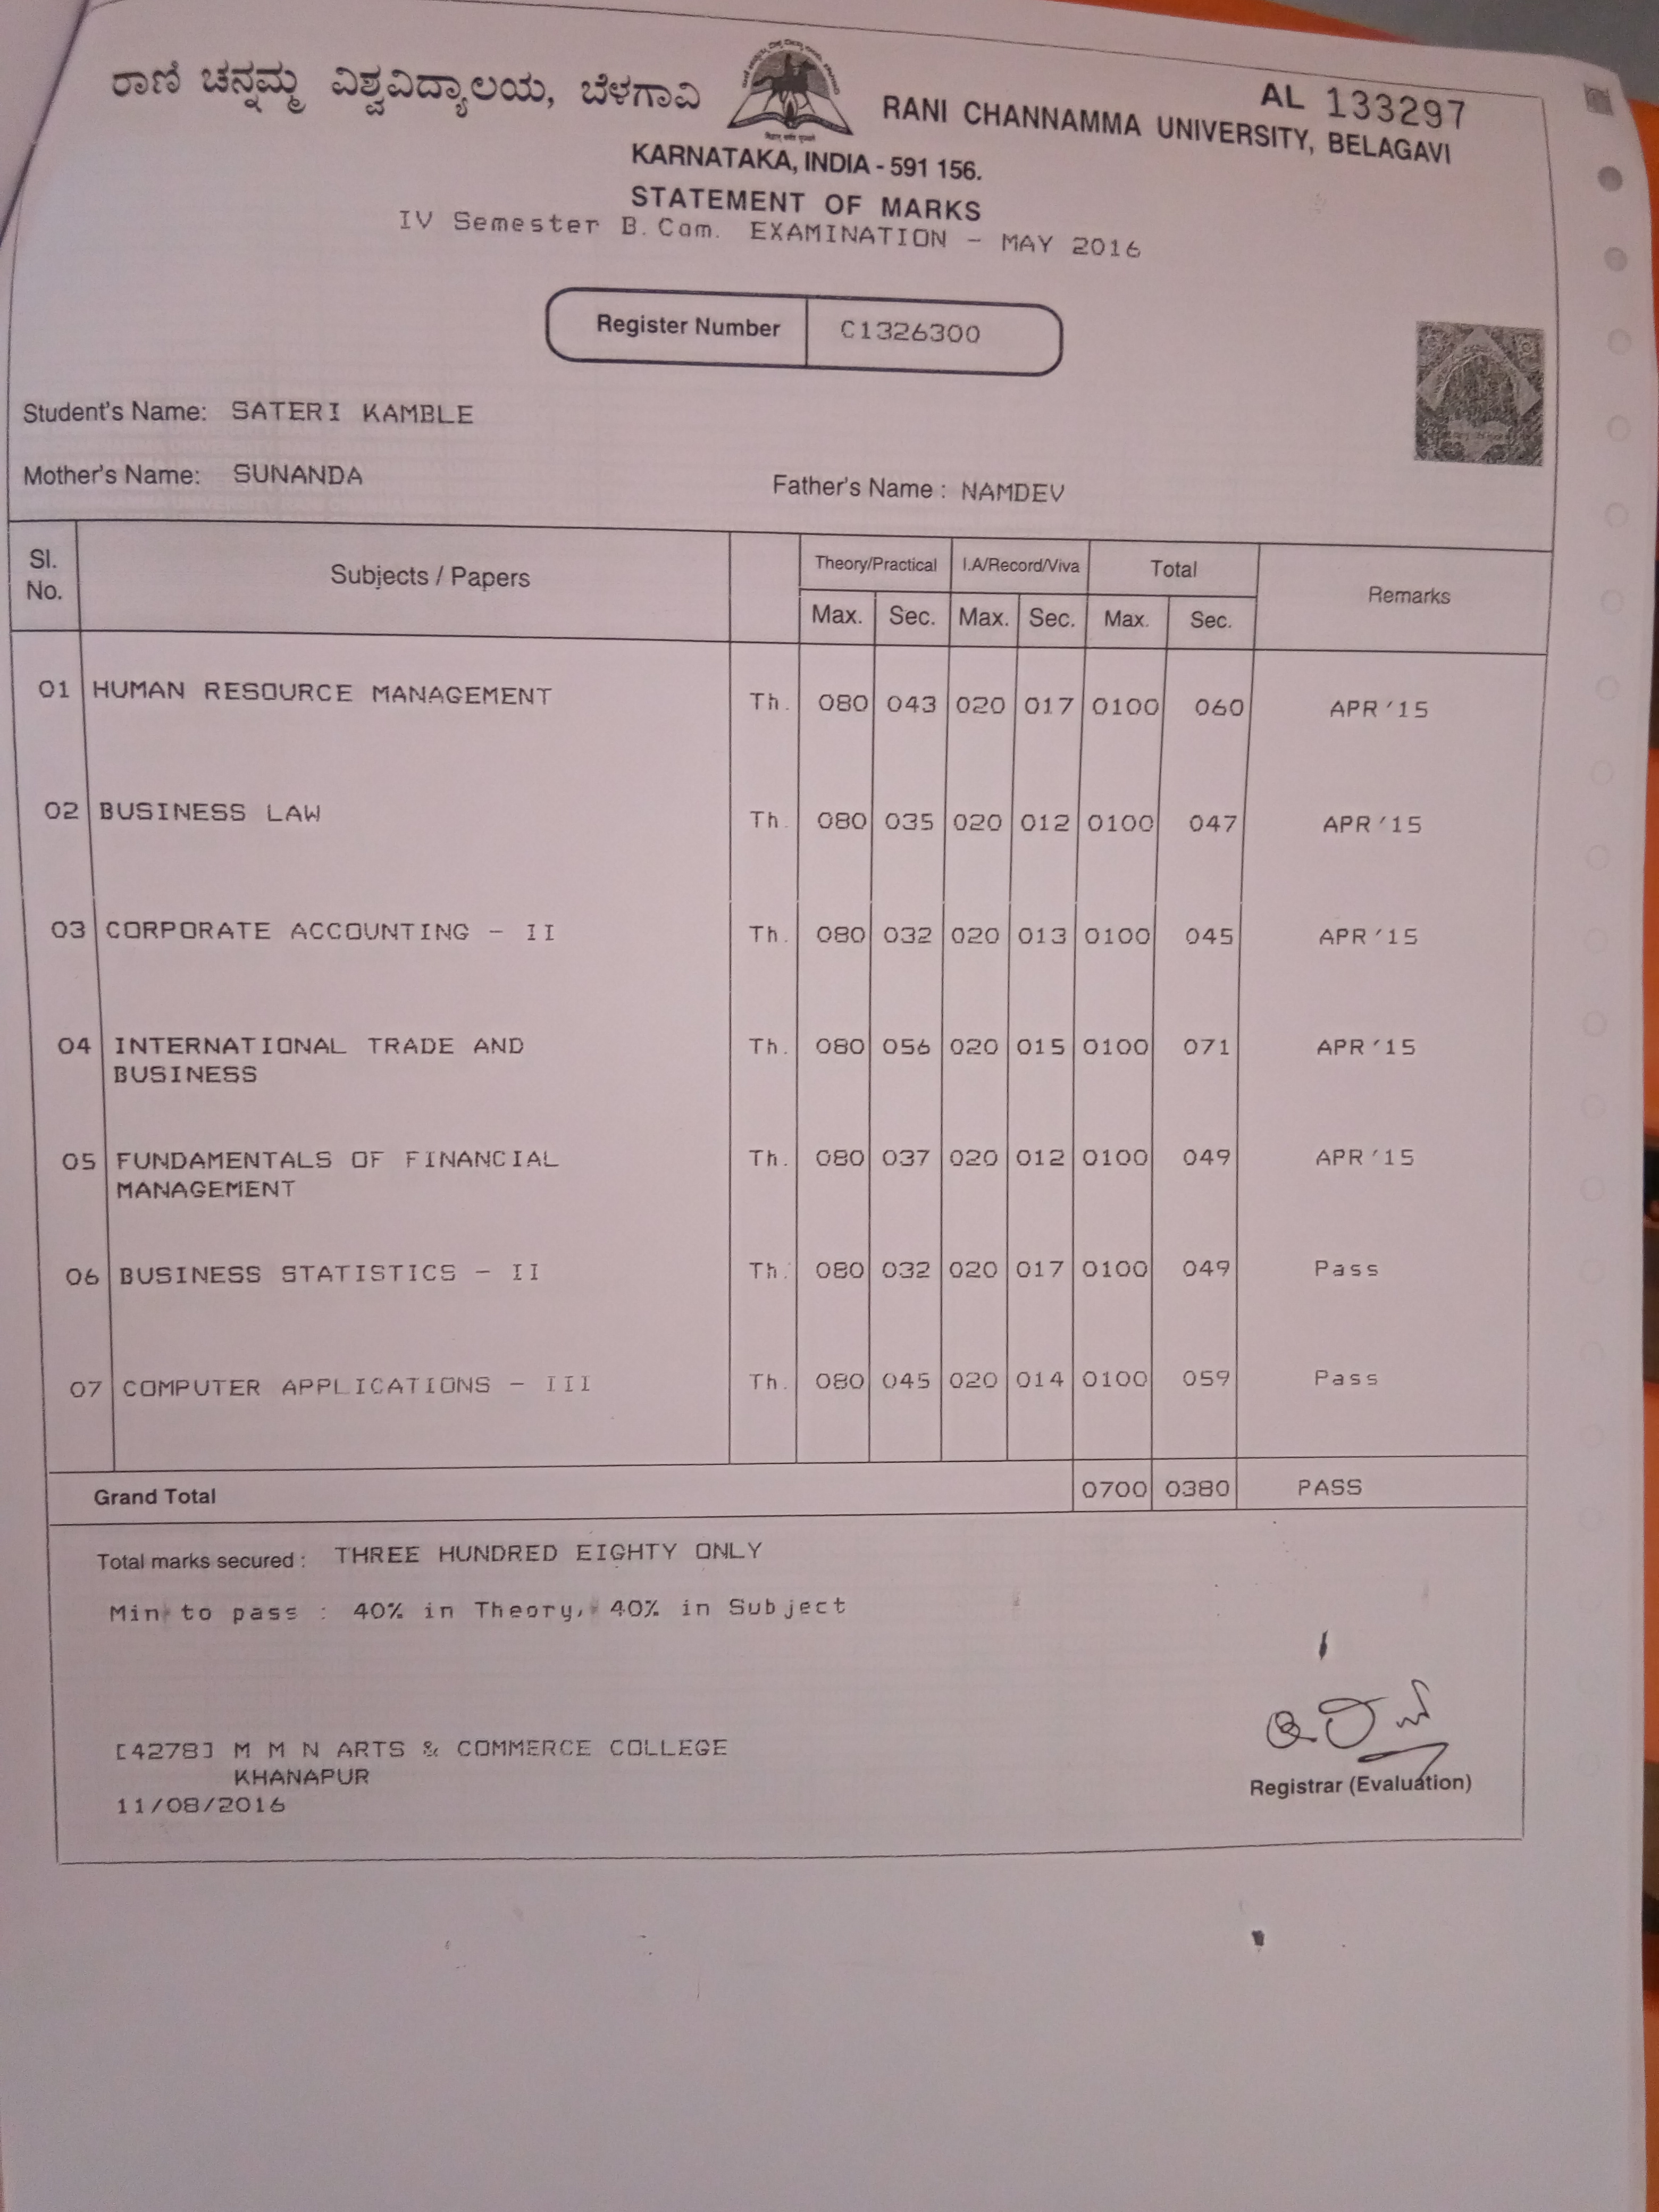 ರಾಣಿ ಚನ್ನಮ್ಮ ವಿಶ್ವವಿದ್ಯಾಲಯ, ಬೆಳಗಾವಿ
AL 133297
RANI CHANNAMMA UNIVERSITY, BELAGAVI
KARNATAKA, INDIA - 591 156.
STATEMENT OF MARKS
IV Semester B.Com. EXAMINATION - MAY 2016
Register Number C1326300
Student's Name: SATERI KAMBLE
Mother's Name: SUNANDA Father's Name : NAMDEV
Sl. No. Subjects / Papers Theory/Practical I.A/Record/Viva Total Remarks
Max. Sec. Max. Sec. Max. Sec.
01 HUMAN RESOURCE MANAGEMENT Th. 080 043 020 017 0100 060 APR'15
02 BUSINESS LAW Th. 080 035 020 012 0100 047 APR'15
03 CORPORATE ACCOUNTING - II Th. 080 032 020 013 0100 045 APR'15
04 INTERNATIONAL TRADE AND Th. 080 056 020 015 0100 071 APR'15
BUSINESS
05 FUNDAMENTALS OF FINANCIAL Th. 080 037 020 012 0100 049 APR'15
MANAGEMENT
06 BUSINESS STATISTICS - II Th. 080 032 020 017 0100 049 Pass
07 COMPUTER APPLICATIONS - III Th. 080 045 020 014 0100 059 Pass
Grand Total 0700 0380 PASS
Total marks secured : THREE HUNDRED EIGHTY ONLY
Min to pass : 40% in Theory, 40% in Subject
[4278] M M N ARTS & COMMERCE COLLEGE
KHANAPUR
11/08/2016
Registrar (Evaluation)